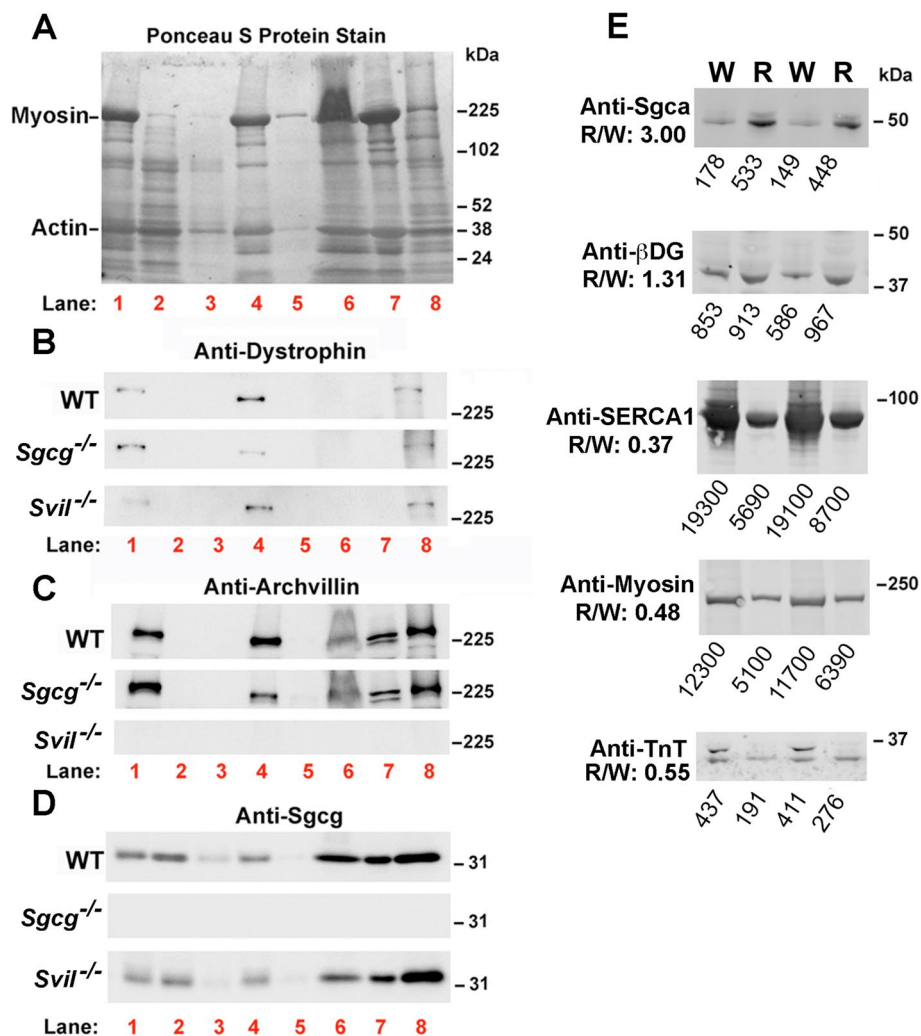 A
Ponceau S Protein Stain
kDa
Myosin–
–225
–102
–52
Actin–
–38
–24
Lane: 1 2 3 4 5 6 7 8
B
Anti-Dystrophin
WT
–225
Sgcg-/-
–225
Svil-/-
–225
Lane: 1 2 3 4 5 6 7 8
C
Anti-Archvillin
WT
–225
Sgcg-/-
–225
Svil-/-
–225
Lane: 1 2 3 4 5 6 7 8
D
Anti-Sgcg
WT
– 31
Sgcg-/-
– 31
Svil-/-
– 31
Lane: 1 2 3 4 5 6 7 8
E
W R W R
kDa
Anti-Sgca
R/W: 3.00
– 50
178 533 149 448
Anti-βDG
R/W: 1.31
– 50
– 37
853 913 586 967
Anti-SERCA1
R/W: 0.37
–100
19300 5690 19100 8700
Anti-Myosin
R/W: 0.48
–250
12300 5100 11700 6390
Anti-TnT
R/W: 0.55
– 37
437 191 411 276